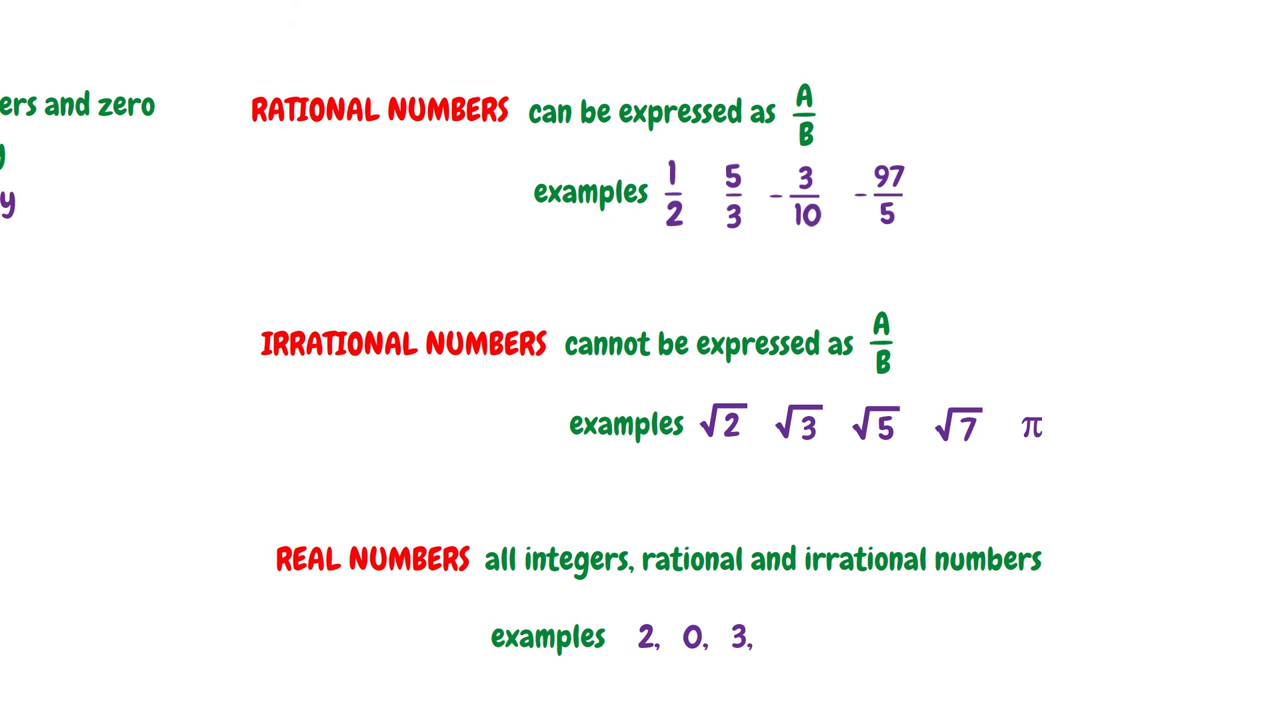 ers and zero
y
RATIONAL NUMBERS can be expressed as A/B
examples 1/2 5/3 -3/10 -97/5
IRRATIONAL NUMBERS cannot be expressed as A/B
examples √2 √3 √5 √7 π
REAL NUMBERS all integers, rational and irrational numbers
examples 2, 0, 3,